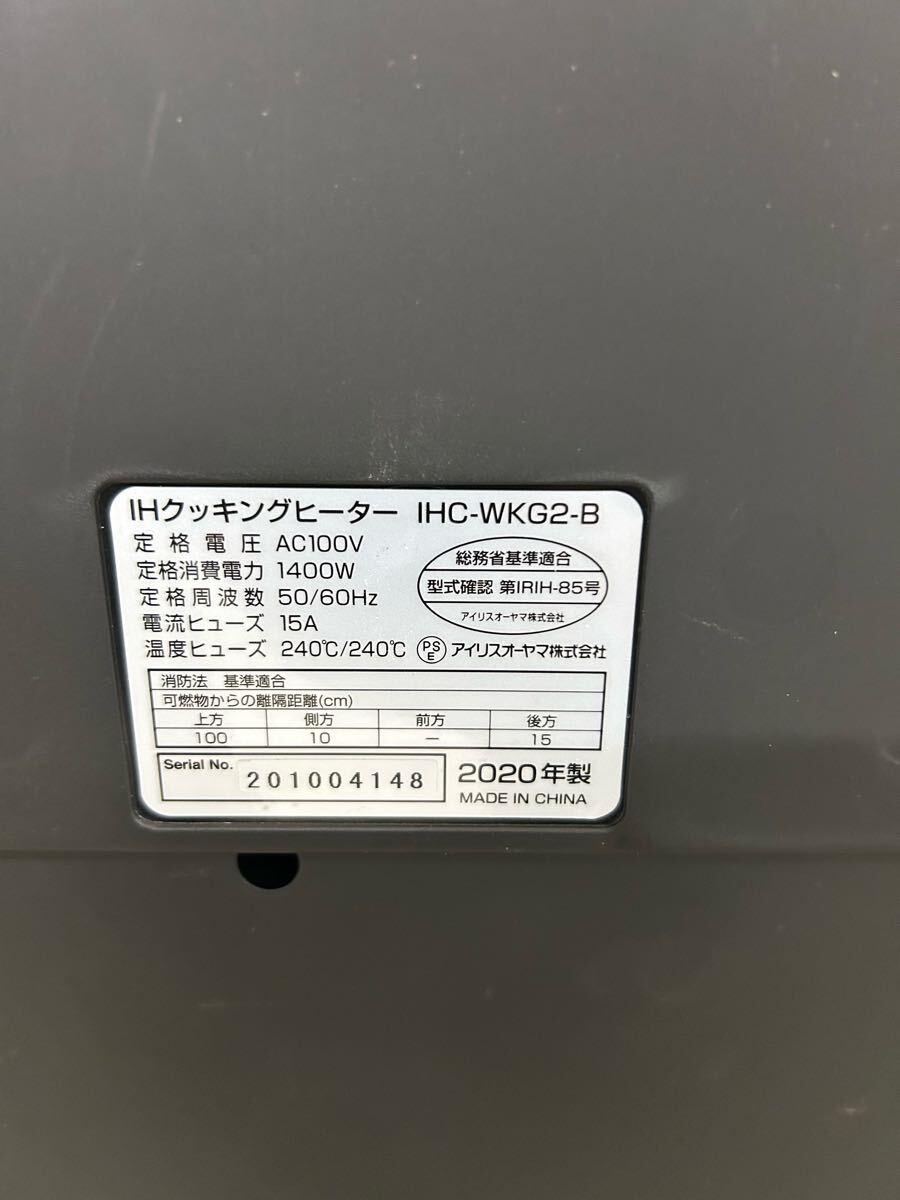 IHクッキングヒーター IHC-WKG2-B
定格電圧 AC100V
定格消費電力 1400W
定格周波数 50/60Hz
電流ヒューズ 15A
温度ヒューズ 240℃/240℃
総務省基準適合
型式確認 第IRIH-85号
アイリスオーヤマ株式会社
PSE アイリスオーヤマ株式会社
消防法 基準適合
可燃物からの離隔距離(cm)
上方 側方 前方 後方
100 10 ー 15
Serial No. 201004148
2020年製
MADE IN CHINA